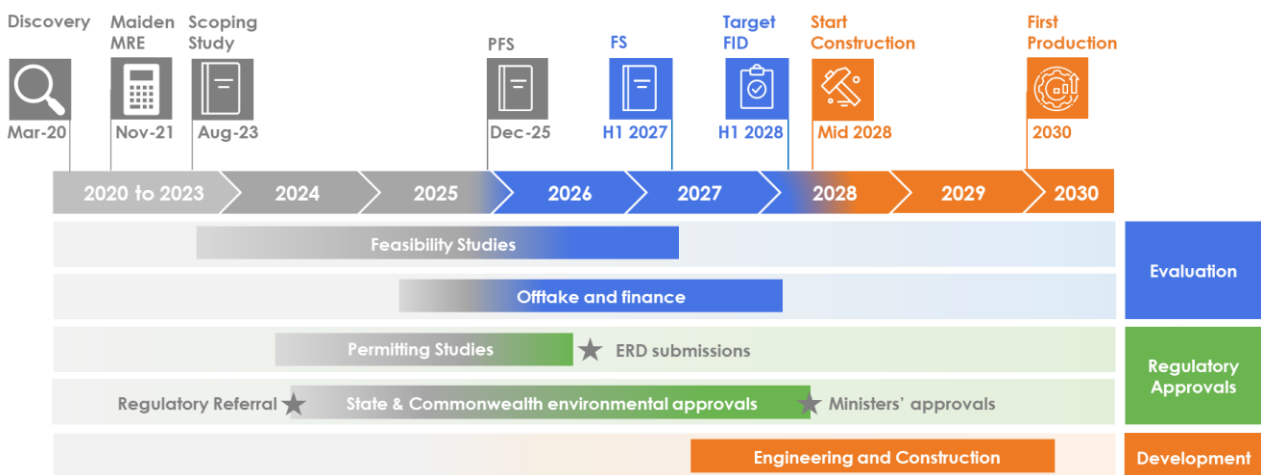 Discovery
Maiden
MRE
Scoping
Study
PFS
FS
Target
FID
Start
Construction
First
Production
Mar-20
Nov-21
Aug-23
Dec-25
H1 2027
H1 2028
Mid 2028
2030
2020 to 2023
2024
2025
2026
2027
2028
2029
2030
Feasibility Studies
Offtake and finance
Evaluation
Permitting Studies
ERD submissions
Regulatory Referral
State & Commonwealth environmental approvals
Ministers' approvals
Regulatory
Approvals
Engineering and Construction
Development